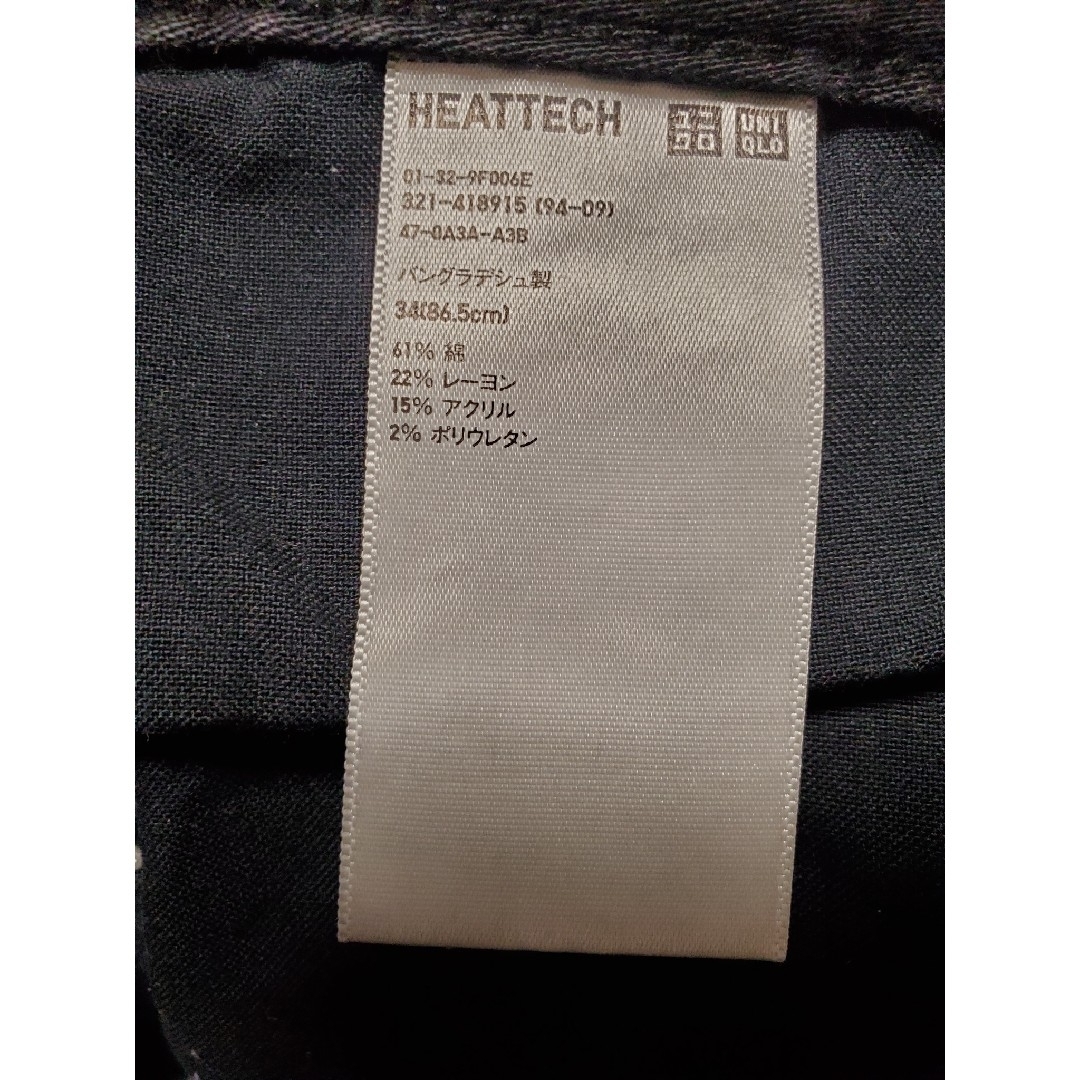 HEATTECH ユニクロ UNIQLO
01-32-9F006E
321-418915 (94-09)
47-0A3A-A3B
バングラデシュ製
34(86.5cm)
61% 綿
22% レーヨン
15% アクリル
2% ポリウレタン